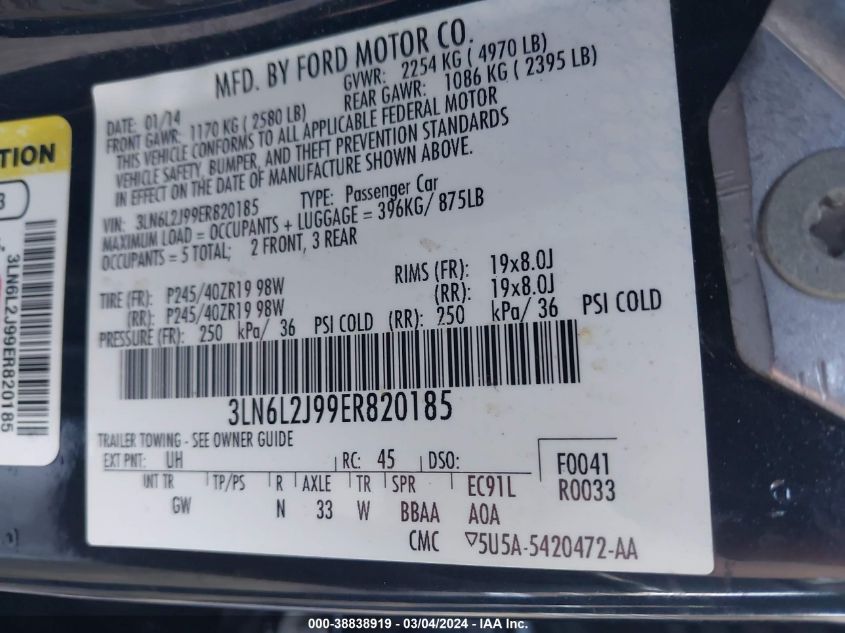 MFD. BY FORD MOTOR CO.
DATE: 01/14 GVWR: 2254 KG ( 4970 LB)
FRONT GAWR: 1170 KG ( 2580 LB) REAR GAWR: 1086 KG ( 2395 LB)
THIS VEHICLE CONFORMS TO ALL APPLICABLE FEDERAL MOTOR
VEHICLE SAFETY, BUMPER, AND THEFT PREVENTION STANDARDS
IN EFFECT ON THE DATE OF MANUFACTURE SHOWN ABOVE.
VIN: 3LN6L2J99ER820185 TYPE: Passenger Car
MAXIMUM LOAD = OCCUPANTS + LUGGAGE = 396KG/ 875LB
OCCUPANTS = 5 TOTAL; 2 FRONT, 3 REAR
TIRE (FR): P245/40ZR19 98W RIMS (FR): 19x8.0J
(RR): P245/40ZR19 98W (RR): 19x8.0J
PRESSURE (FR): 250 kPa/ 36 PSI COLD (RR): 250 kPa/ 36 PSI COLD
3LN6L2J99ER820185
TRAILER TOWING - SEE OWNER GUIDE
EXT PNT: UH RC: 45 DSO: F0041
INT TR TP/PS R AXLE TR SPR EC91L R0033
GW N 33 W BBAA AOA
CMC 5U5A-5420472-AA
TION
3
3LN6L2J99ER820185
000-38838919 - 03/04/2024 - IAAI.com